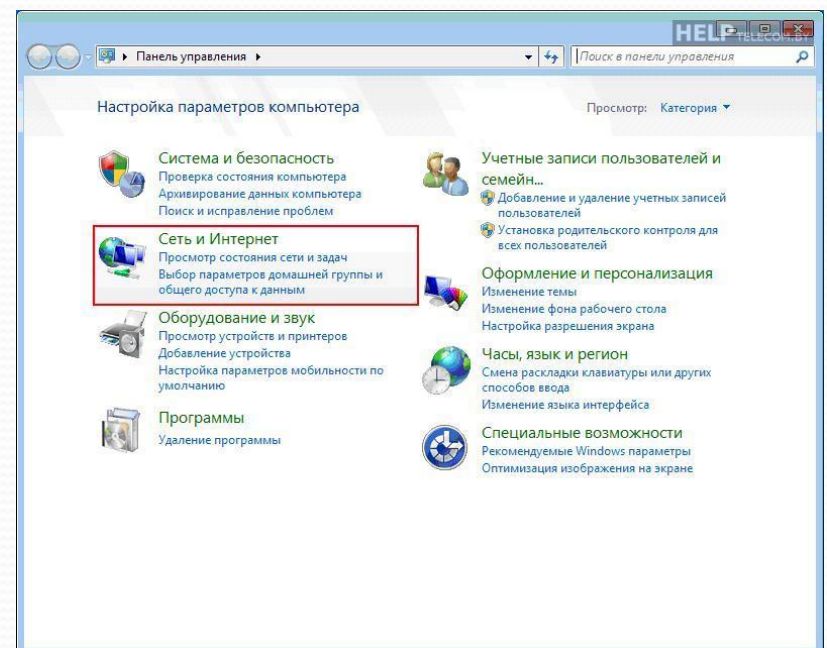 HELP TELECOM.BY
Панель управления
Поиск в панели управления
Настройка параметров компьютера
Просмотр: Категория
Система и безопасность
Проверка состояния компьютера
Архивирование данных компьютера
Поиск и исправление проблем
Сеть и Интернет
Просмотр состояния сети и задач
Выбор параметров домашней группы и
общего доступа к данным
Оборудование и звук
Просмотр устройств и принтеров
Добавление устройства
Настройка параметров мобильности по
умолчанию
Программы
Удаление программы
Учетные записи пользователей и
семейн...
Добавление и удаление учетных записей
пользователей
Установка родительского контроля для
всех пользователей
Оформление и персонализация
Изменение темы
Изменение фона рабочего стола
Настройка разрешения экрана
Часы, язык и регион
Смена раскладки клавиатуры или других
способов ввода
Изменение языка интерфейса
Специальные возможности
Рекомендуемые Windows параметры
Оптимизация изображения на экране